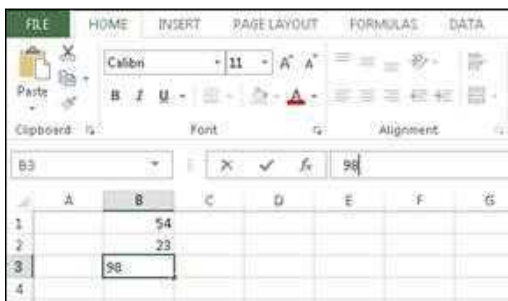 FILE HOME INSERT PAGE LAYOUT FORMULAS DATA
Calibri 11 A A
Paste B I U A
Clipboard Font Alignment
B3 fx 98
A B C D E F G
1 54
2 23
3 98
4